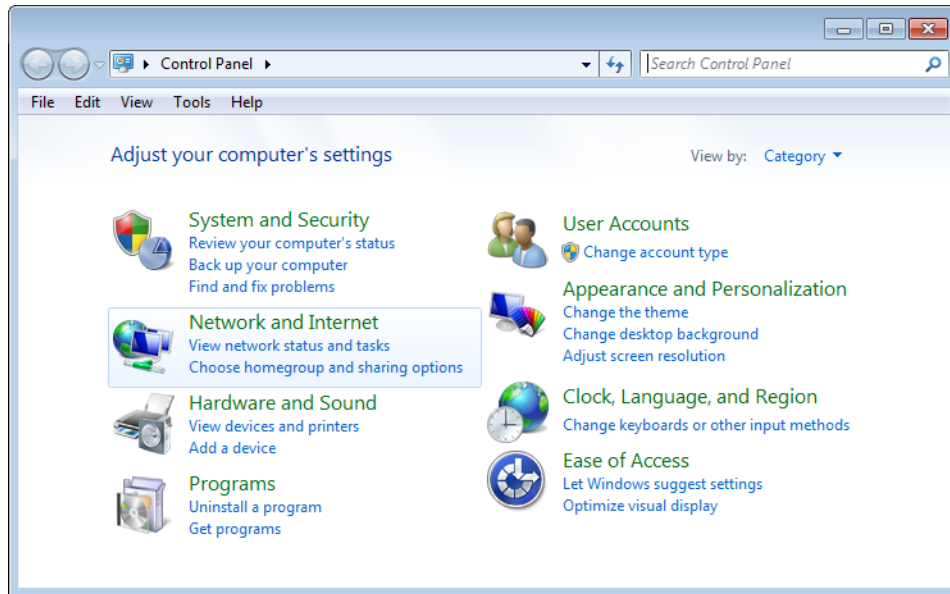 Control Panel
Search Control Panel
File Edit View Tools Help
Adjust your computer's settings
View by: Category
System and Security
Review your computer's status
Back up your computer
Find and fix problems
Network and Internet
View network status and tasks
Choose homegroup and sharing options
Hardware and Sound
View devices and printers
Add a device
Programs
Uninstall a program
Get programs
User Accounts
Change account type
Appearance and Personalization
Change the theme
Change desktop background
Adjust screen resolution
Clock, Language, and Region
Change keyboards or other input methods
Ease of Access
Let Windows suggest settings
Optimize visual display